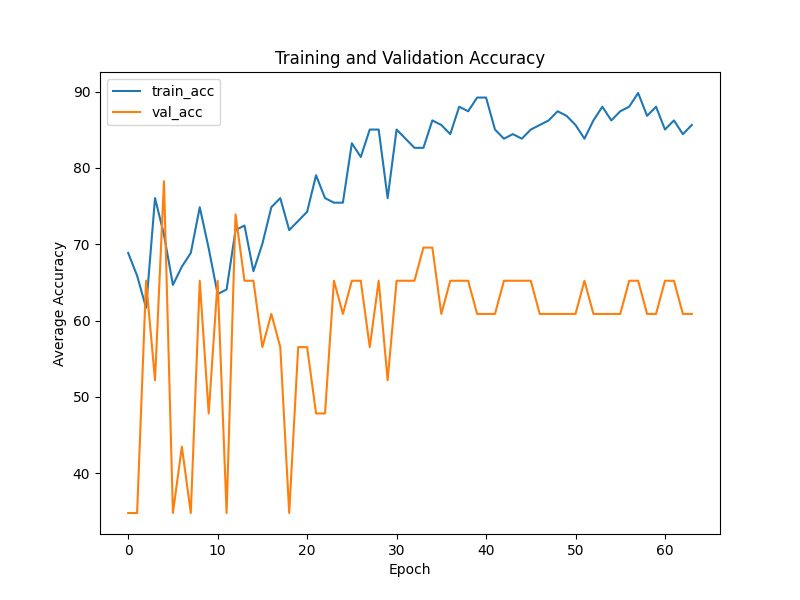 Training and Validation Accuracy
train_acc
val_acc
Average Accuracy
90
80
70
60
50
40
0 10 20 30 40 50 60
Epoch